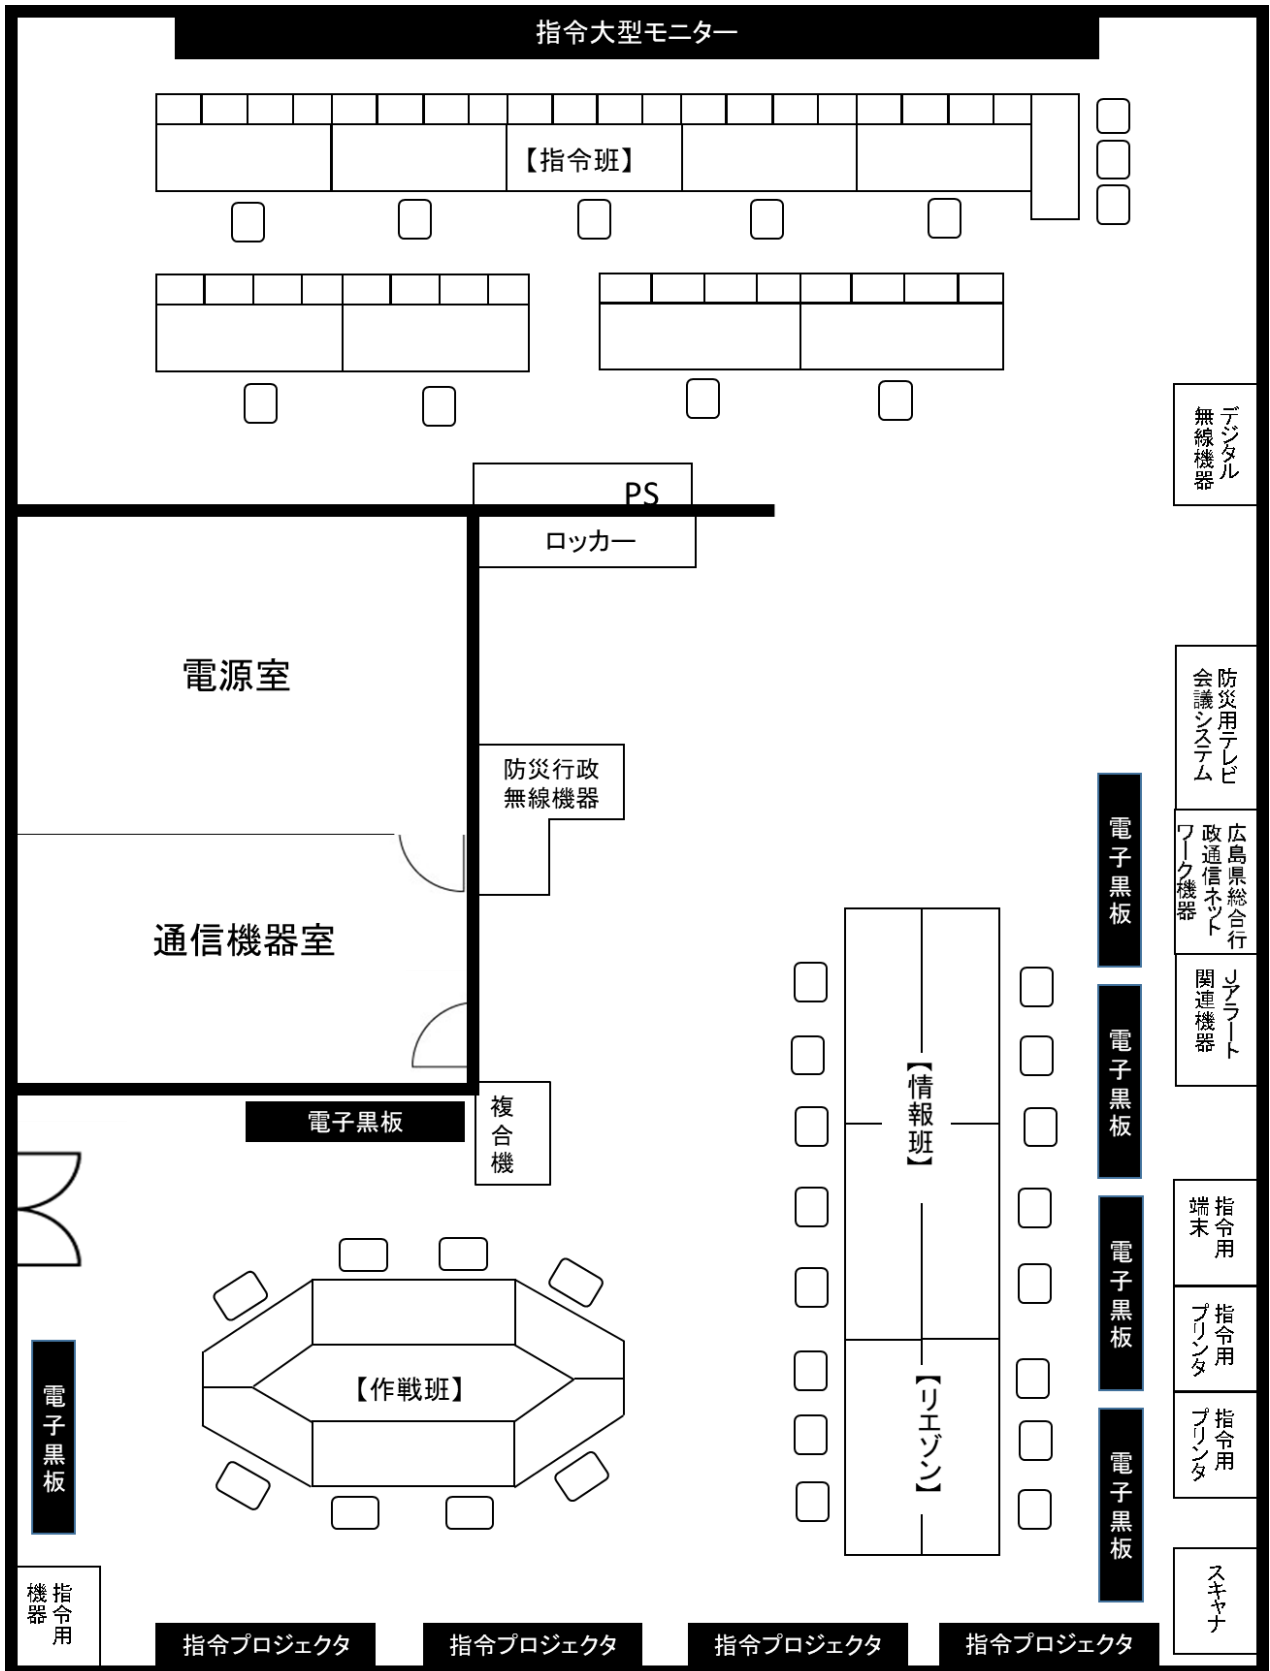 指令大型モニター
【指令班】
デジタル
無線機器
PS
ロッカー
電源室
防災用テレビ
会議システム
防災行政
無線機器
電子黒板
広島県総合行
政通信ネット
ワーク機器
通信機器室
Jアラート
関連機器
電子黒板
【情報班】
電子黒板
複合機
指令用
端末
電子黒板
指令用
プリンタ
【作戦班】
【リエゾン】
電子黒板
指令用
プリンタ
電子黒板
スキャナ
指令用
機器
指令プロジェクタ
指令プロジェクタ
指令プロジェクタ
指令プロジェクタ